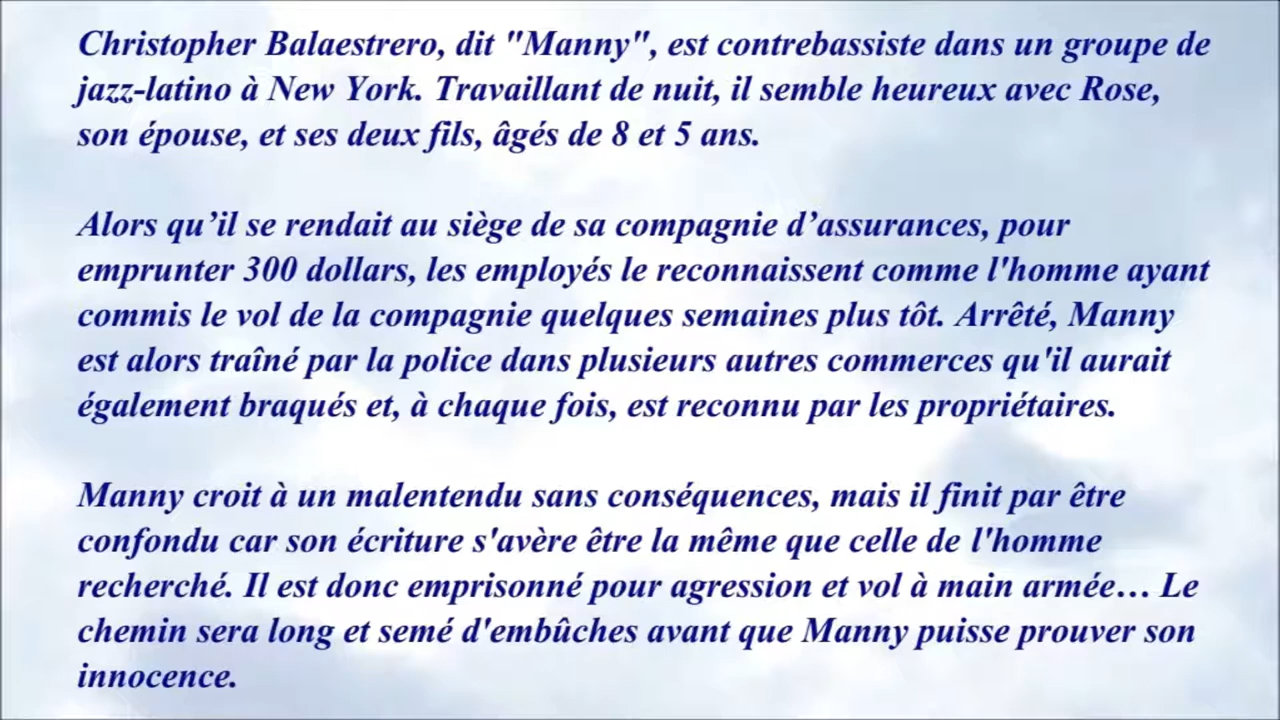 Christopher Balaestrero, dit "Manny", est contrebassiste dans un groupe de
jazz-latino à New York. Travaillant de nuit, il semble heureux avec Rose,
son épouse, et ses deux fils, âgés de 8 et 5 ans.
Alors qu’il se rendait au siège de sa compagnie d’assurances, pour
emprunter 300 dollars, les employés le reconnaissent comme l'homme ayant
commis le vol de la compagnie quelques semaines plus tôt. Arrêté, Manny
est alors traîné par la police dans plusieurs autres commerces qu'il aurait
également braqués et, à chaque fois, est reconnu par les propriétaires.
Manny croit à un malentendu sans conséquences, mais il finit par être
confondu car son écriture s'avère être la même que celle de l'homme
recherché. Il est donc emprisonné pour agression et vol à main armée… Le
chemin sera long et semé d'embûches avant que Manny puisse prouver son
innocence.